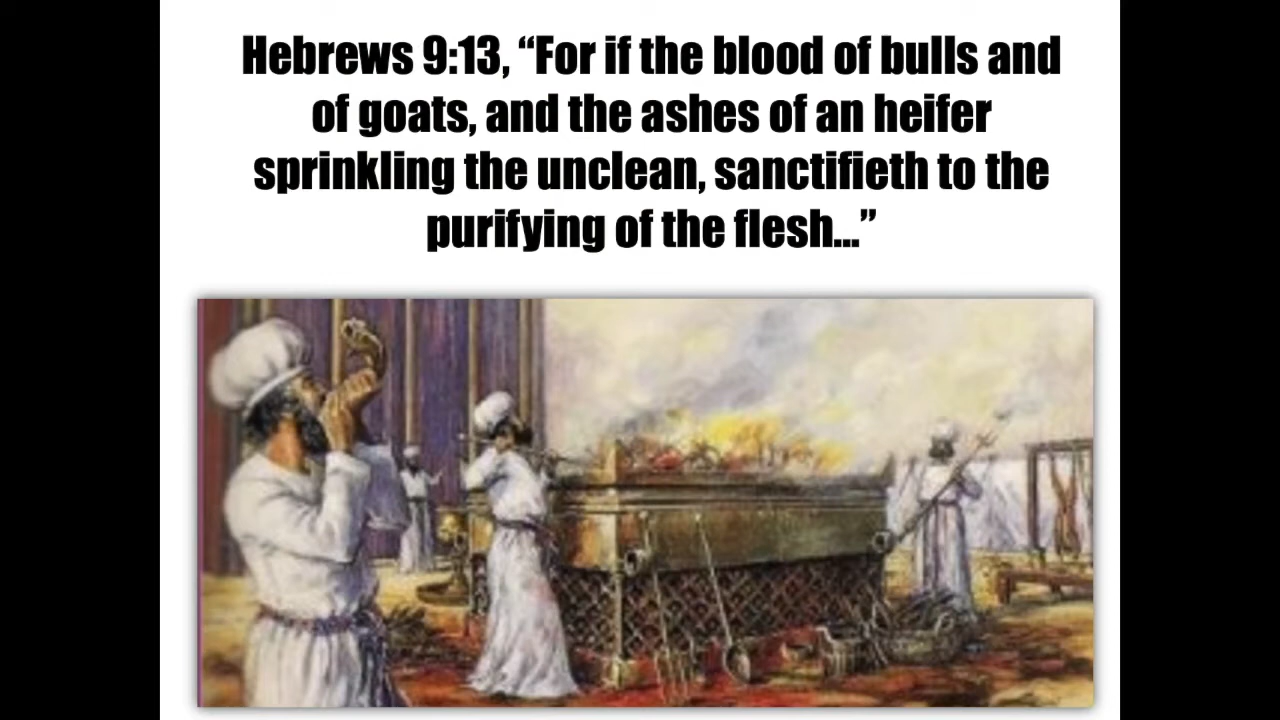 Hebrews 9:13, “For if the blood of bulls and
of goats, and the ashes of an heifer
sprinkling the unclean, sanctifieth to the
purifying of the flesh...”